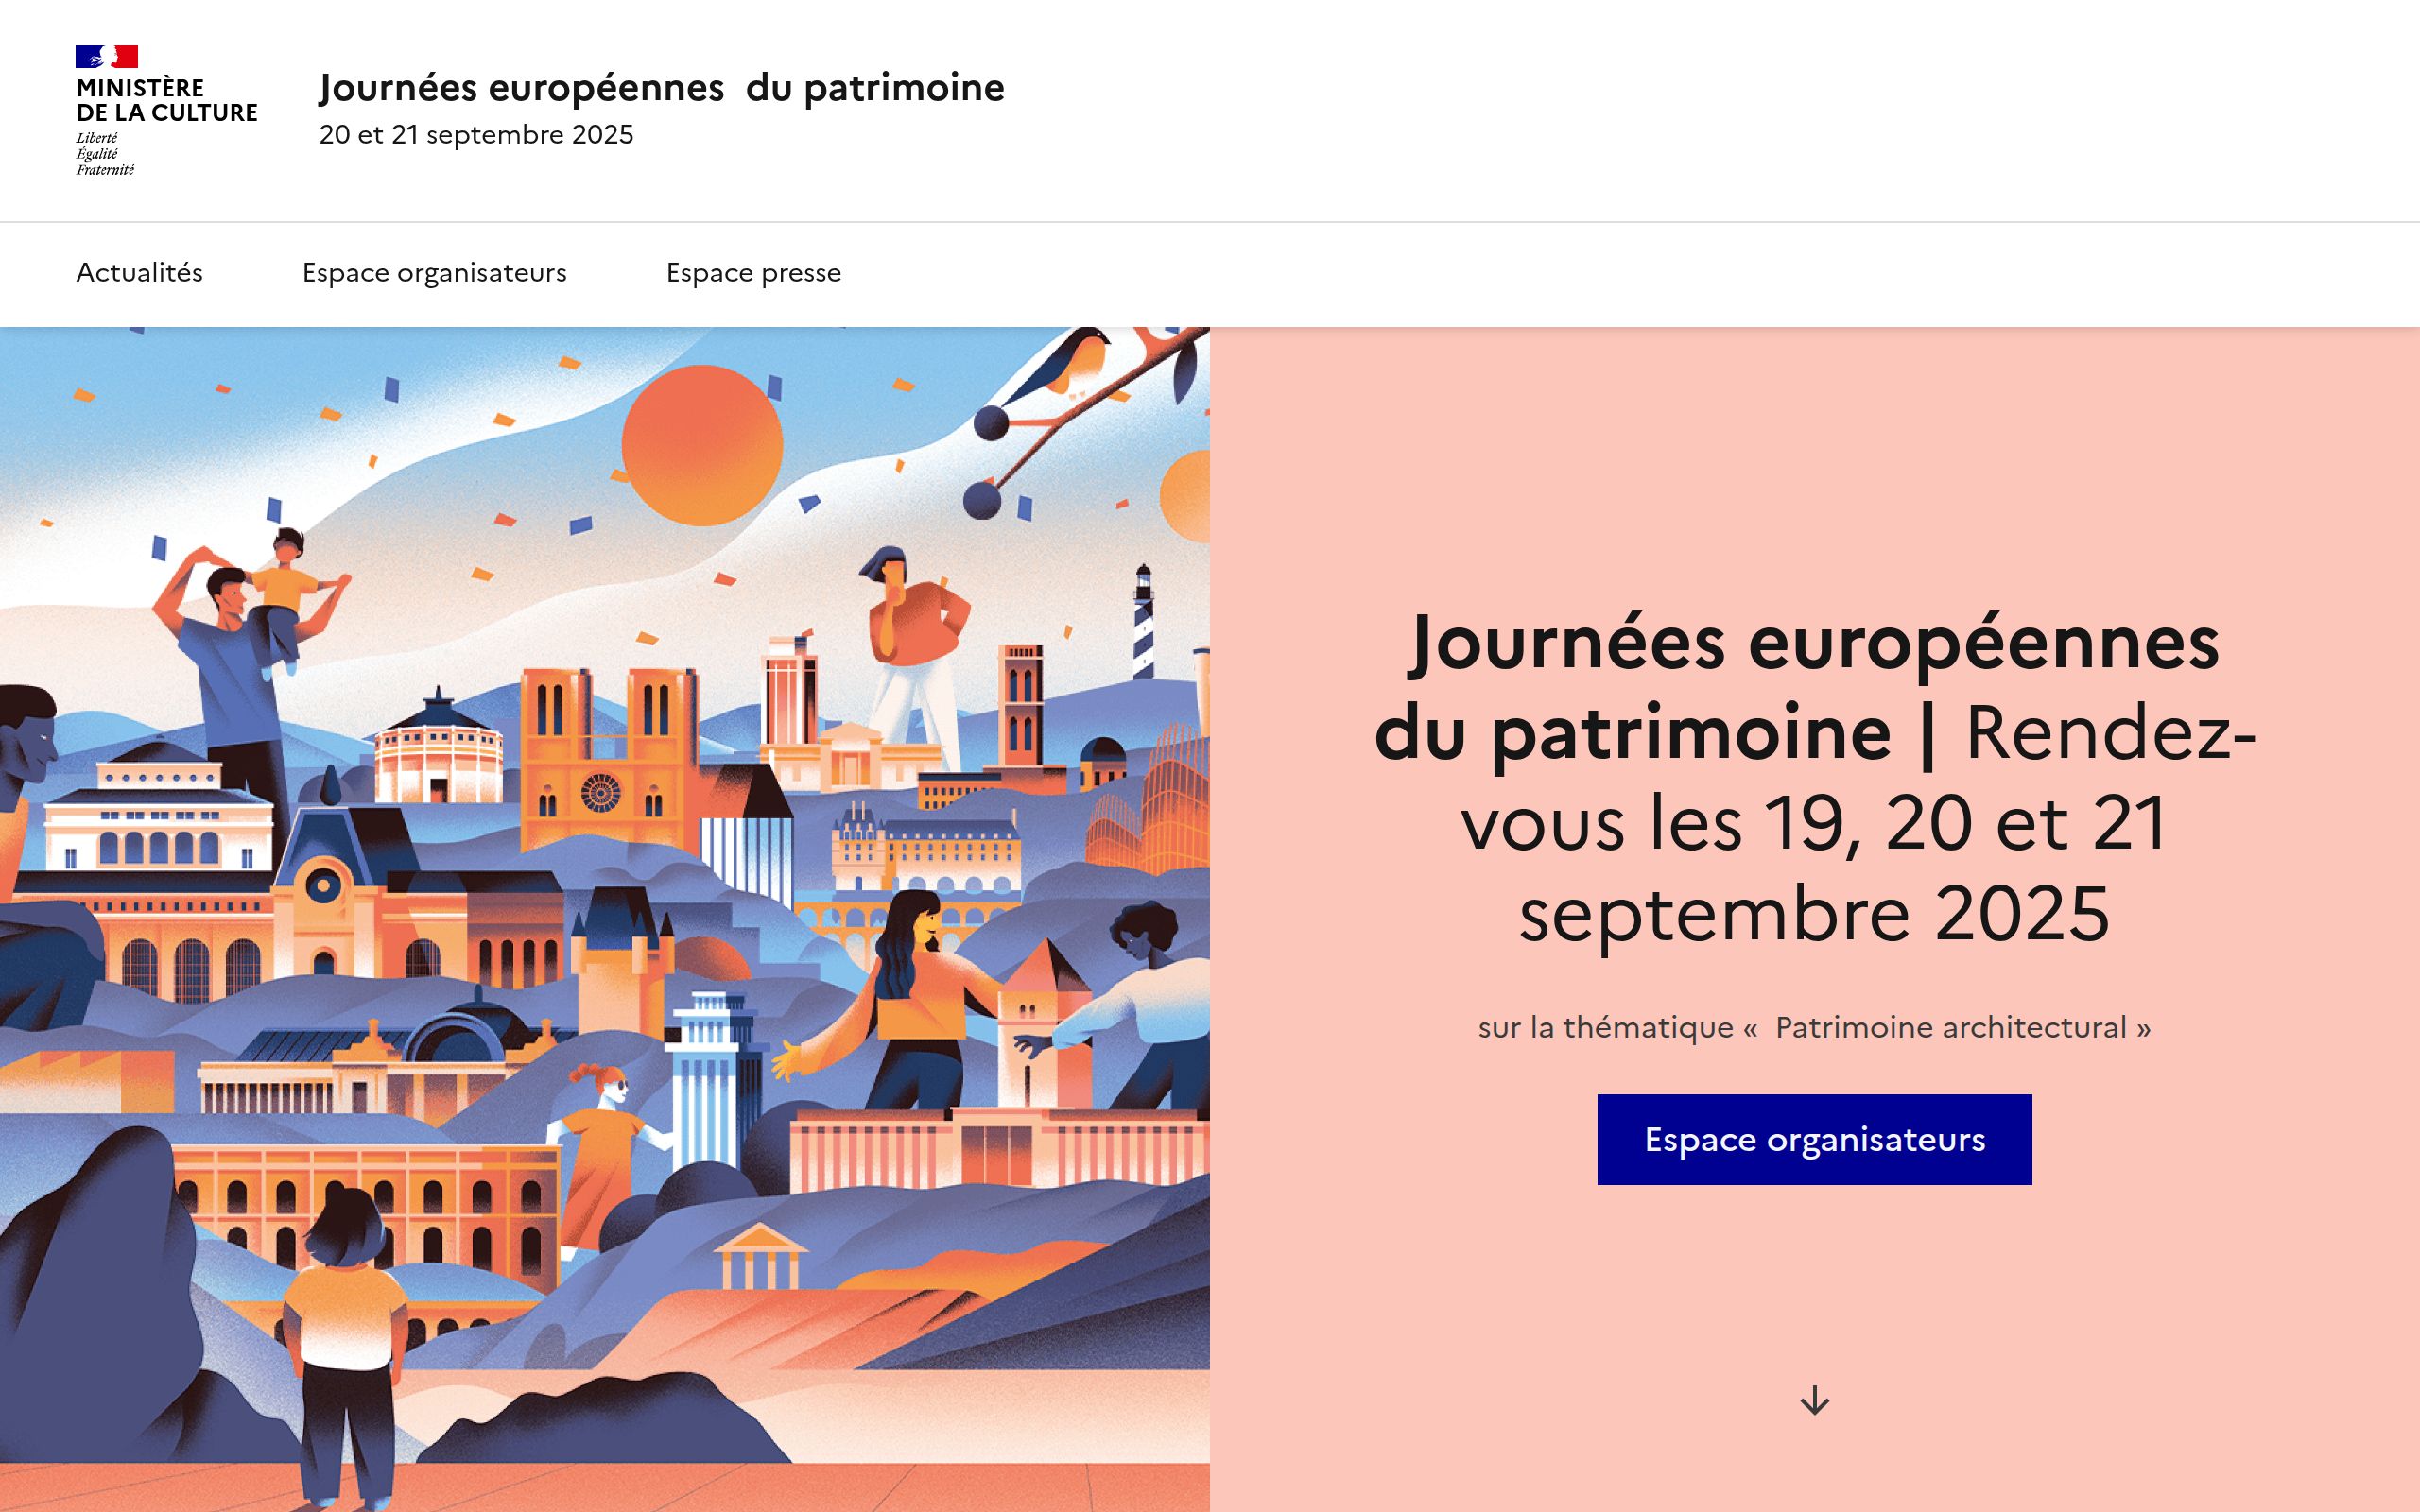 MINISTÈRE
DE LA CULTURE
Liberté
Égalité
Fraternité
Journées européennes  du patrimoine
20 et 21 septembre 2025
Actualités
Espace organisateurs
Espace presse
Journées européennes
du patrimoine | Rendez-
vous les 19, 20 et 21
septembre 2025
sur la thématique «  Patrimoine architectural »
Espace organisateurs